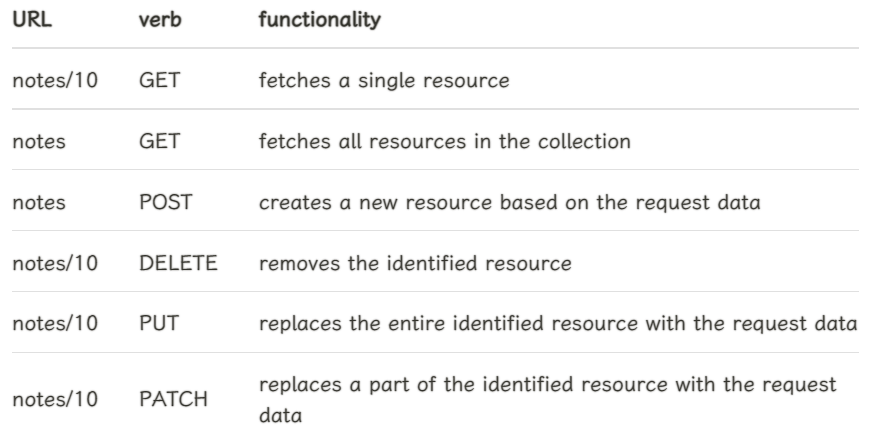 URL verb functionality
notes/10 GET fetches a single resource
notes GET fetches all resources in the collection
notes POST creates a new resource based on the request data
notes/10 DELETE removes the identified resource
notes/10 PUT replaces the entire identified resource with the request data
notes/10 PATCH replaces a part of the identified resource with the request
data